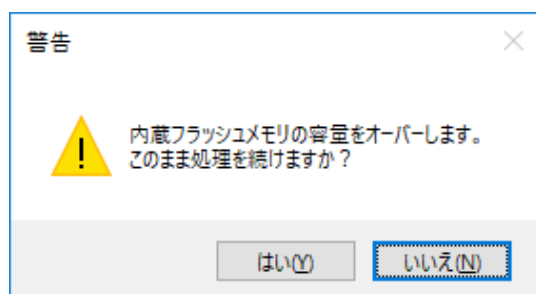 警告
内蔵フラッシュメモリの容量をオーバーします。
このまま処理を続けますか？
はい(Y)
いいえ(N)